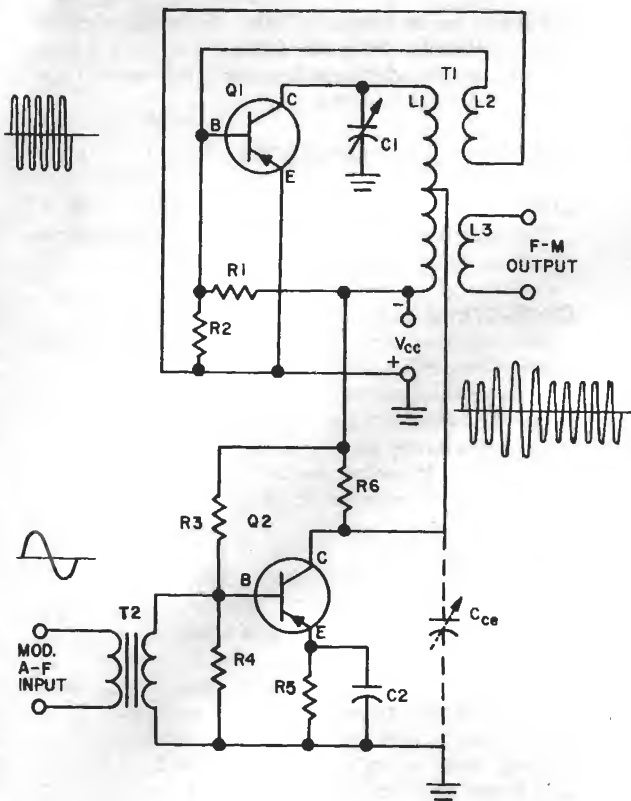 T1
Q1
C
L1
L2
B
C1
E
L3
F-M
OUTPUT
R1
-
R2
Vcc
+
R6
R3
Q2
C
B
Cce
T2
E
MOD.
A-F
INPUT
R4
R5
C2